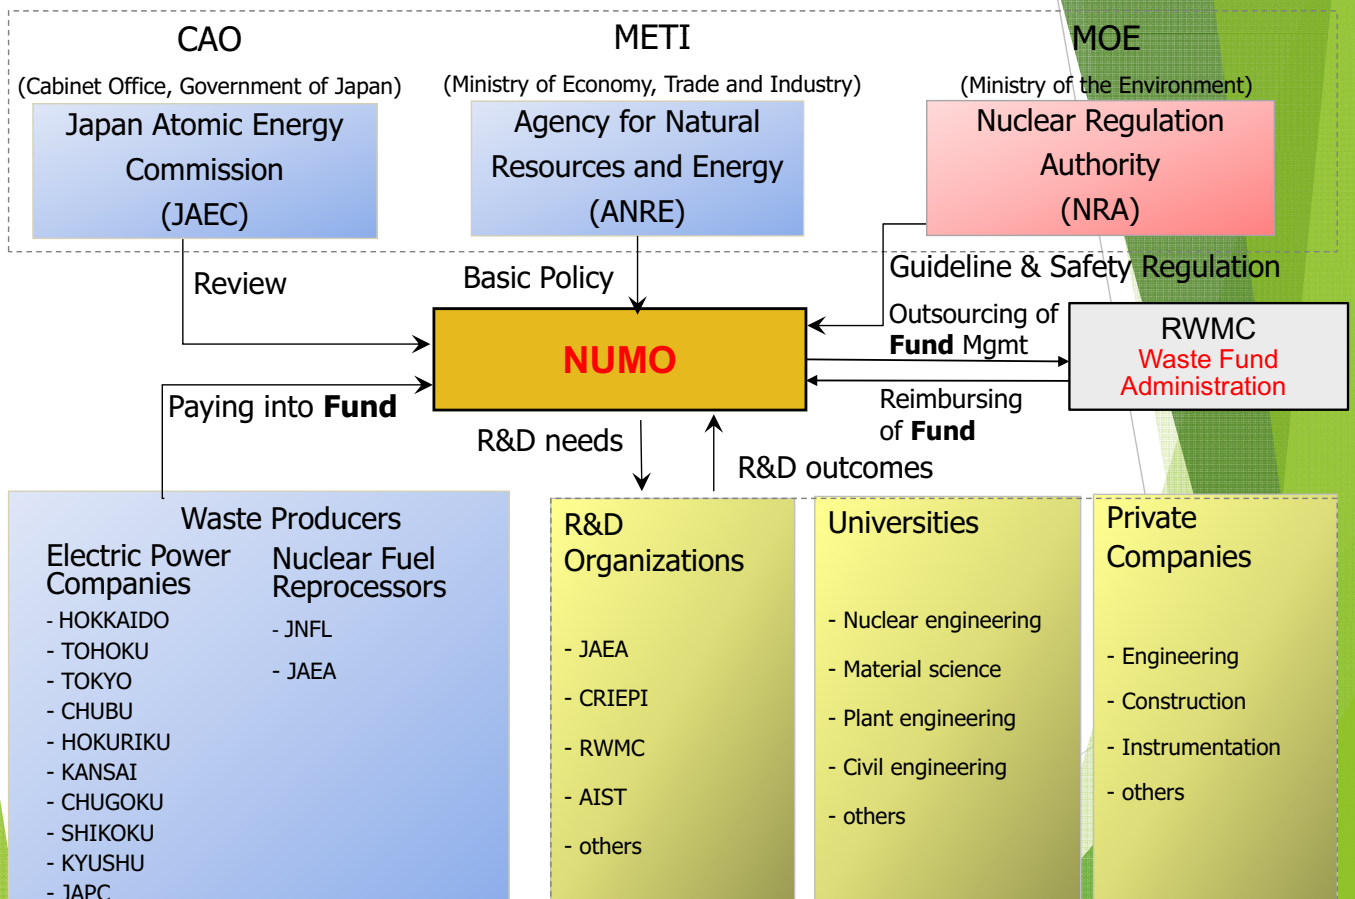 CAO
(Cabinet Office, Government of Japan)
METI
(Ministry of Economy, Trade and Industry)
MOE
(Ministry of the Environment)
Japan Atomic Energy
Commission
(JAEC)
Agency for Natural
Resources and Energy
(ANRE)
Nuclear Regulation
Authority
(NRA)
Review
Basic Policy
Guideline & Safety Regulation
NUMO
Outsourcing of
Fund Mgmt
RWMC
Waste Fund
Administration
Paying into Fund
Reimbursing
of Fund
R&D needs
R&D outcomes
Waste Producers
Electric Power
Companies
- HOKKAIDO
- TOHOKU
- TOKYO
- CHUBU
- HOKURIKU
- KANSAI
- CHUGOKU
- SHIKOKU
- KYUSHU
- JAPC
Nuclear Fuel
Reprocessors
- JNFL
- JAEA
R&D
Organizations
- JAEA
- CRIEPI
- RWMC
- AIST
- others
Universities
- Nuclear engineering
- Material science
- Plant engineering
- Civil engineering
- others
Private
Companies
- Engineering
- Construction
- Instrumentation
- others